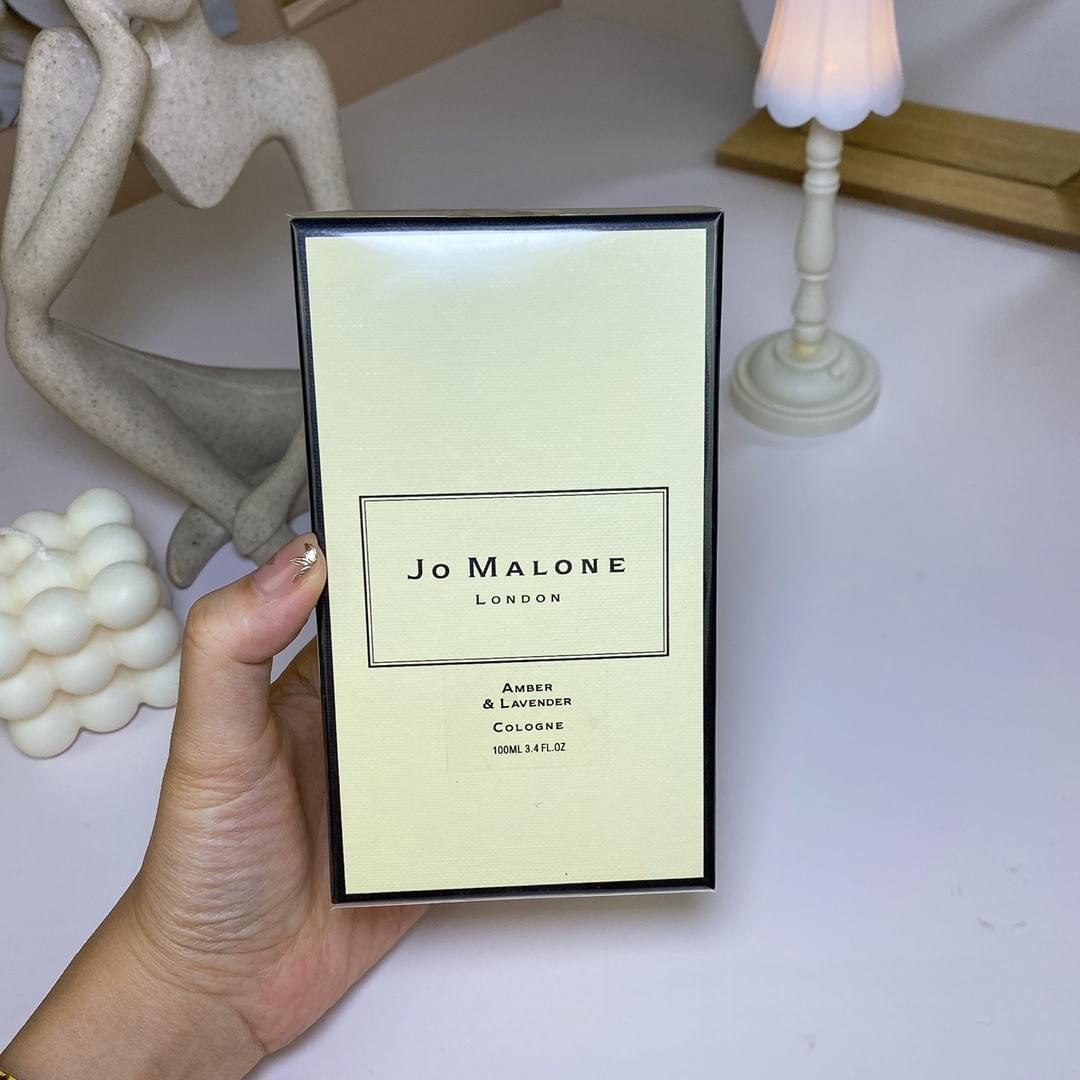 Jo Malone
London
Amber
& Lavender
Cologne
100ML 3.4 FL.OZ